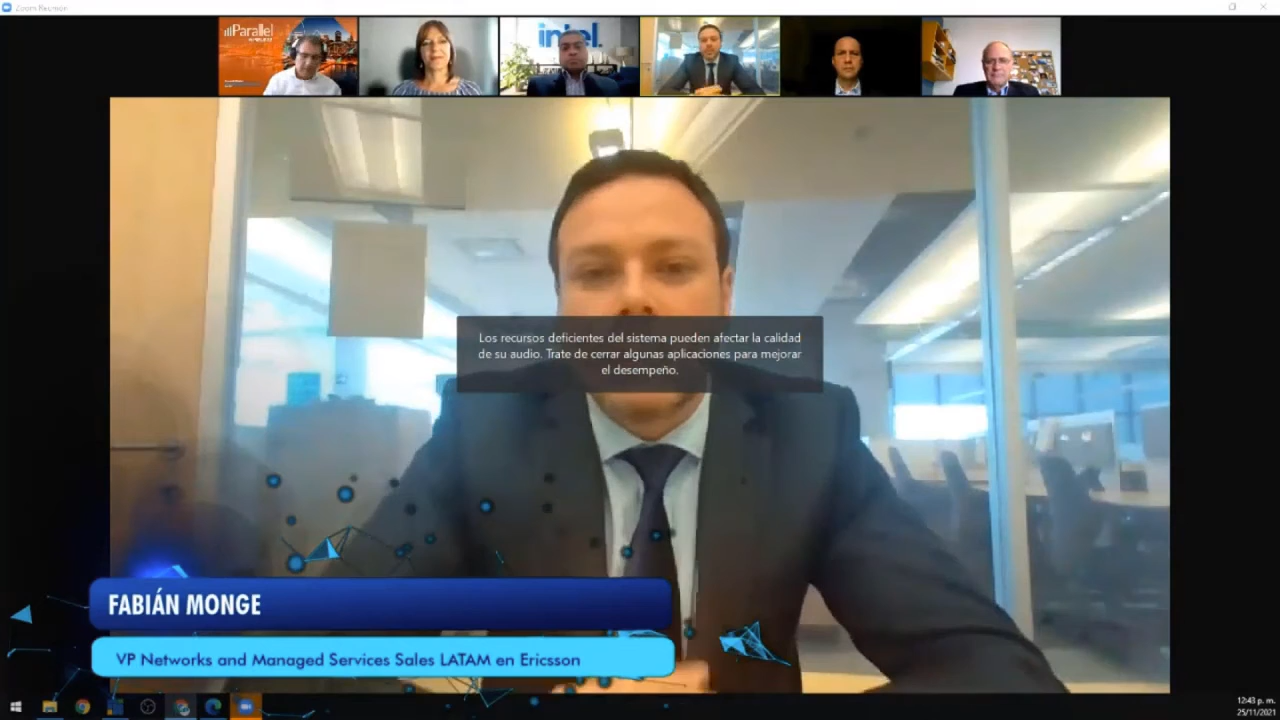 Zoom Reunión
Parallel
intel.
Los recursos deficientes del sistema pueden afectar la calidad
de su audio. Trate de cerrar algunas aplicaciones para mejorar
el desempeño.
FABIÁN MONGE
VP Networks and Managed Services Sales LATAM en Ericsson
12:43 p. m.
25/11/2021